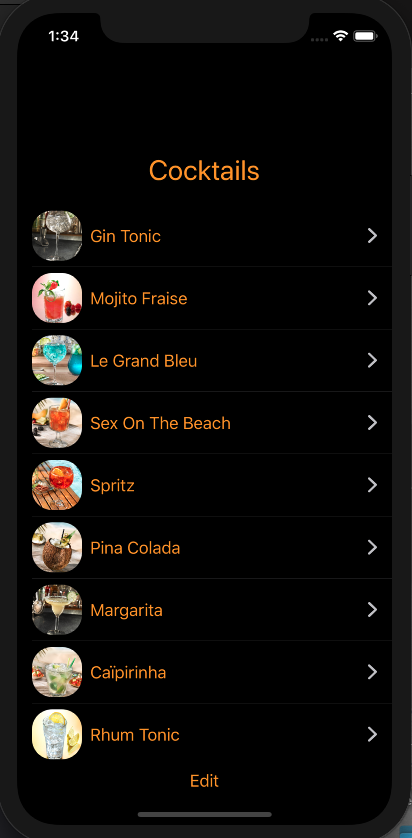 1:34
Cocktails
Gin Tonic
Mojito Fraise
Le Grand Bleu
Sex On The Beach
Spritz
Pina Colada
Margarita
Caïpirinha
Rhum Tonic
Edit